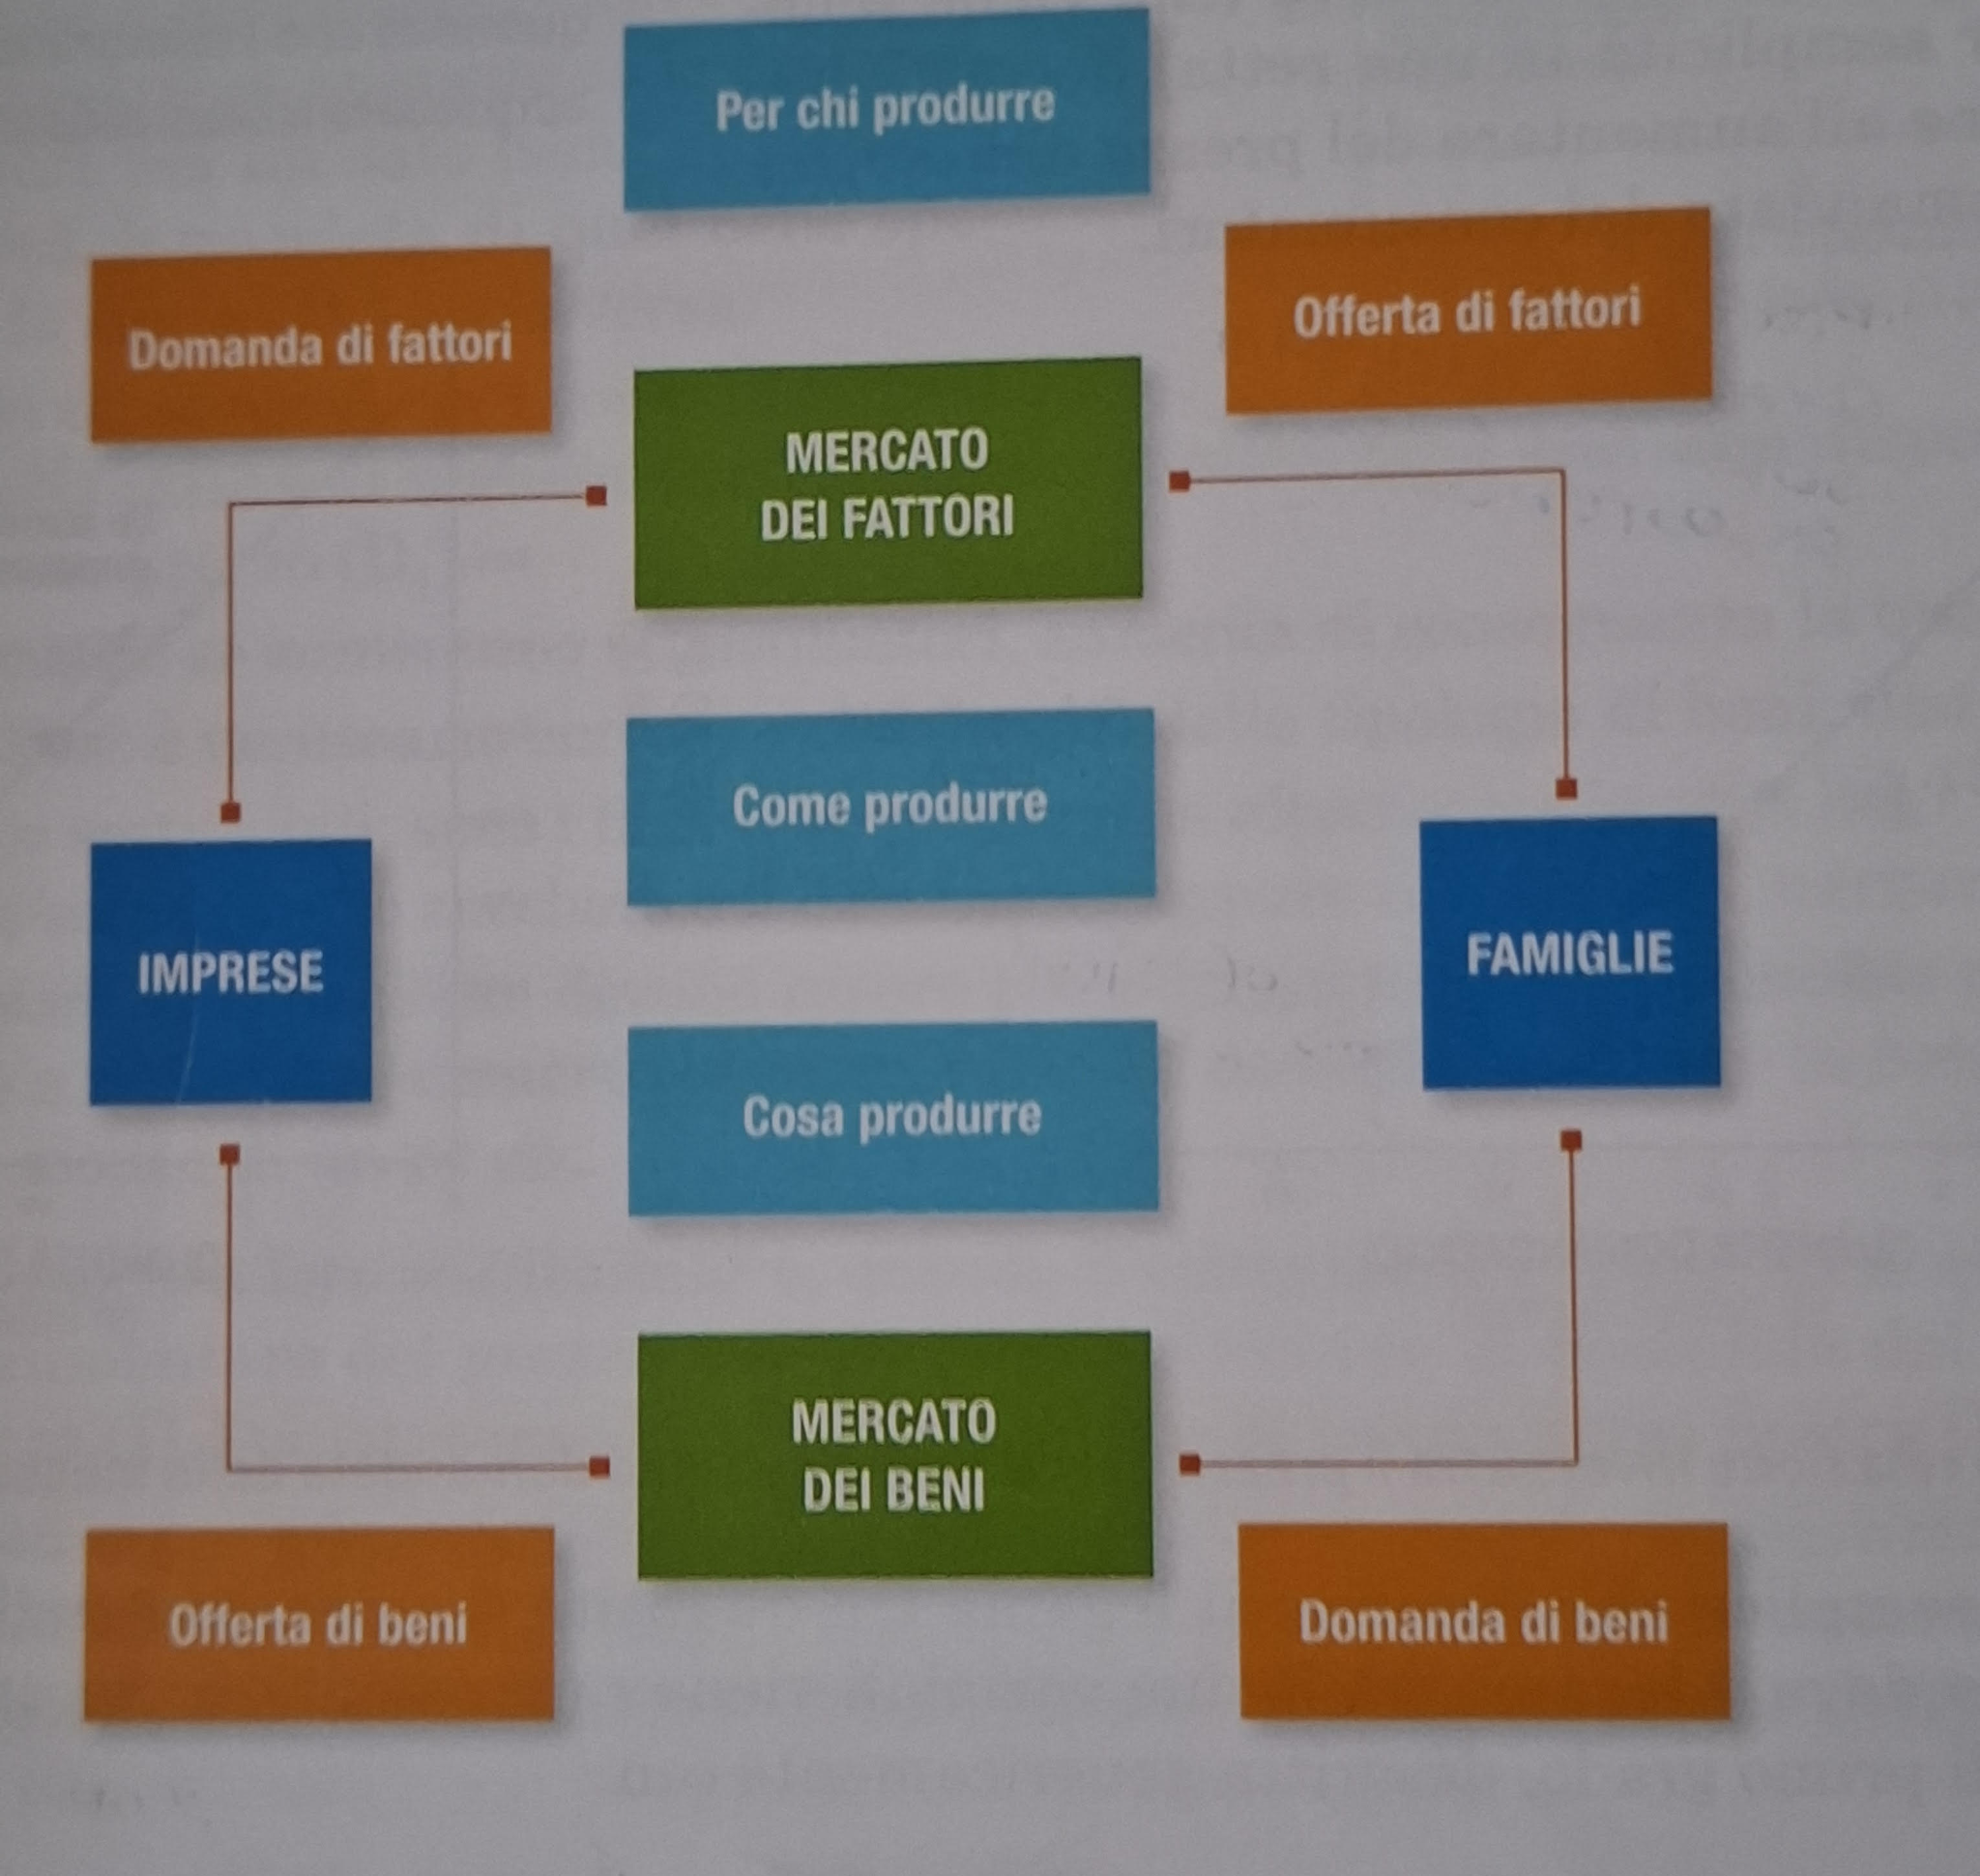 Per chi produrre
Domanda di fattori
Offerta di fattori
MERCATO
DEI FATTORI
Come produrre
IMPRESE
FAMIGLIE
Cosa produrre
MERCATO
DEI BENI
Offerta di beni
Domanda di beni